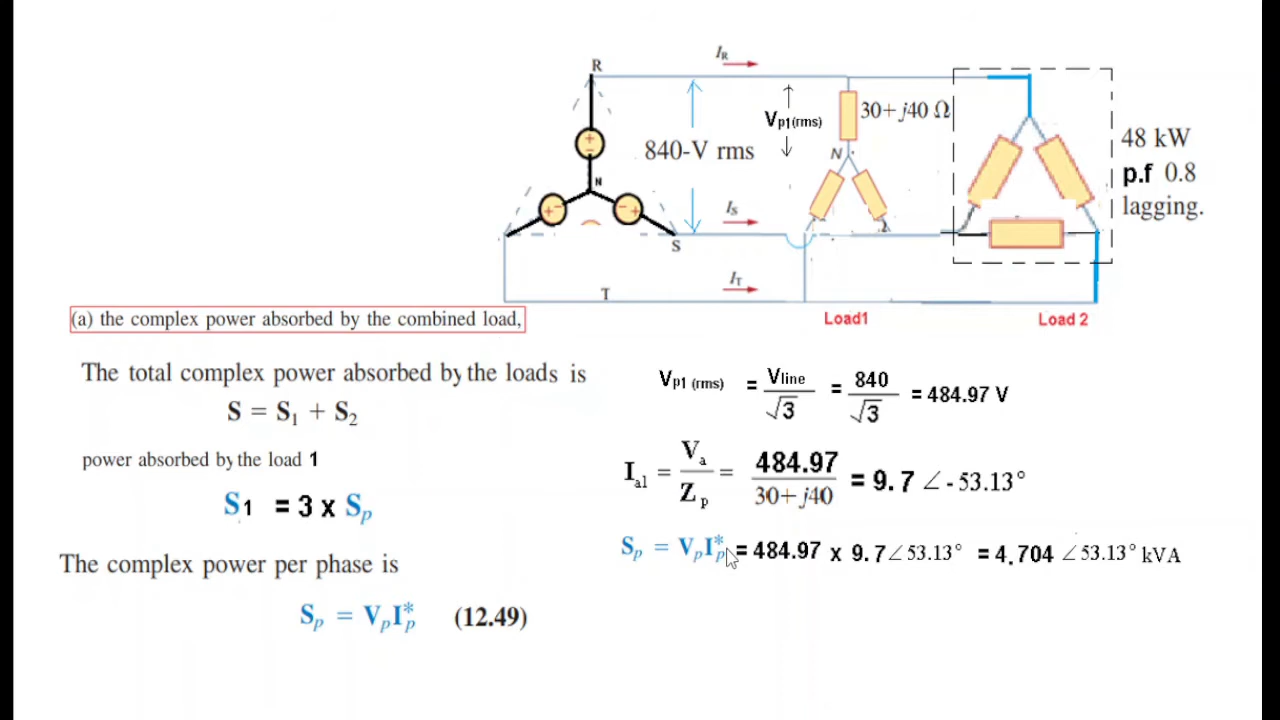 R
I_R
V_p1 (rms)
30+j40 Ω
840-V rms
N
N
48 kW
p.f 0.8
lagging.
I_S
S
I_T
T
Load1
Load 2
(a) the complex power absorbed by the combined load,
The total complex power absorbed by the loads is
S = S₁ + S₂
power absorbed by the load 1
S1 = 3 x S_p
The complex power per phase is
S_p = V_p I_p^* (12.49)
V_p1 (rms) = Vline / √3 = 840 / √3 = 484.97 V
I_a1 = V_a / Z_p = 484.97 / 30+j40 = 9.7 ∠ - 53.13°
S_p = V_p I_p^* = 484.97 x 9.7 ∠53.13° = 4.704 ∠53.13° kVA